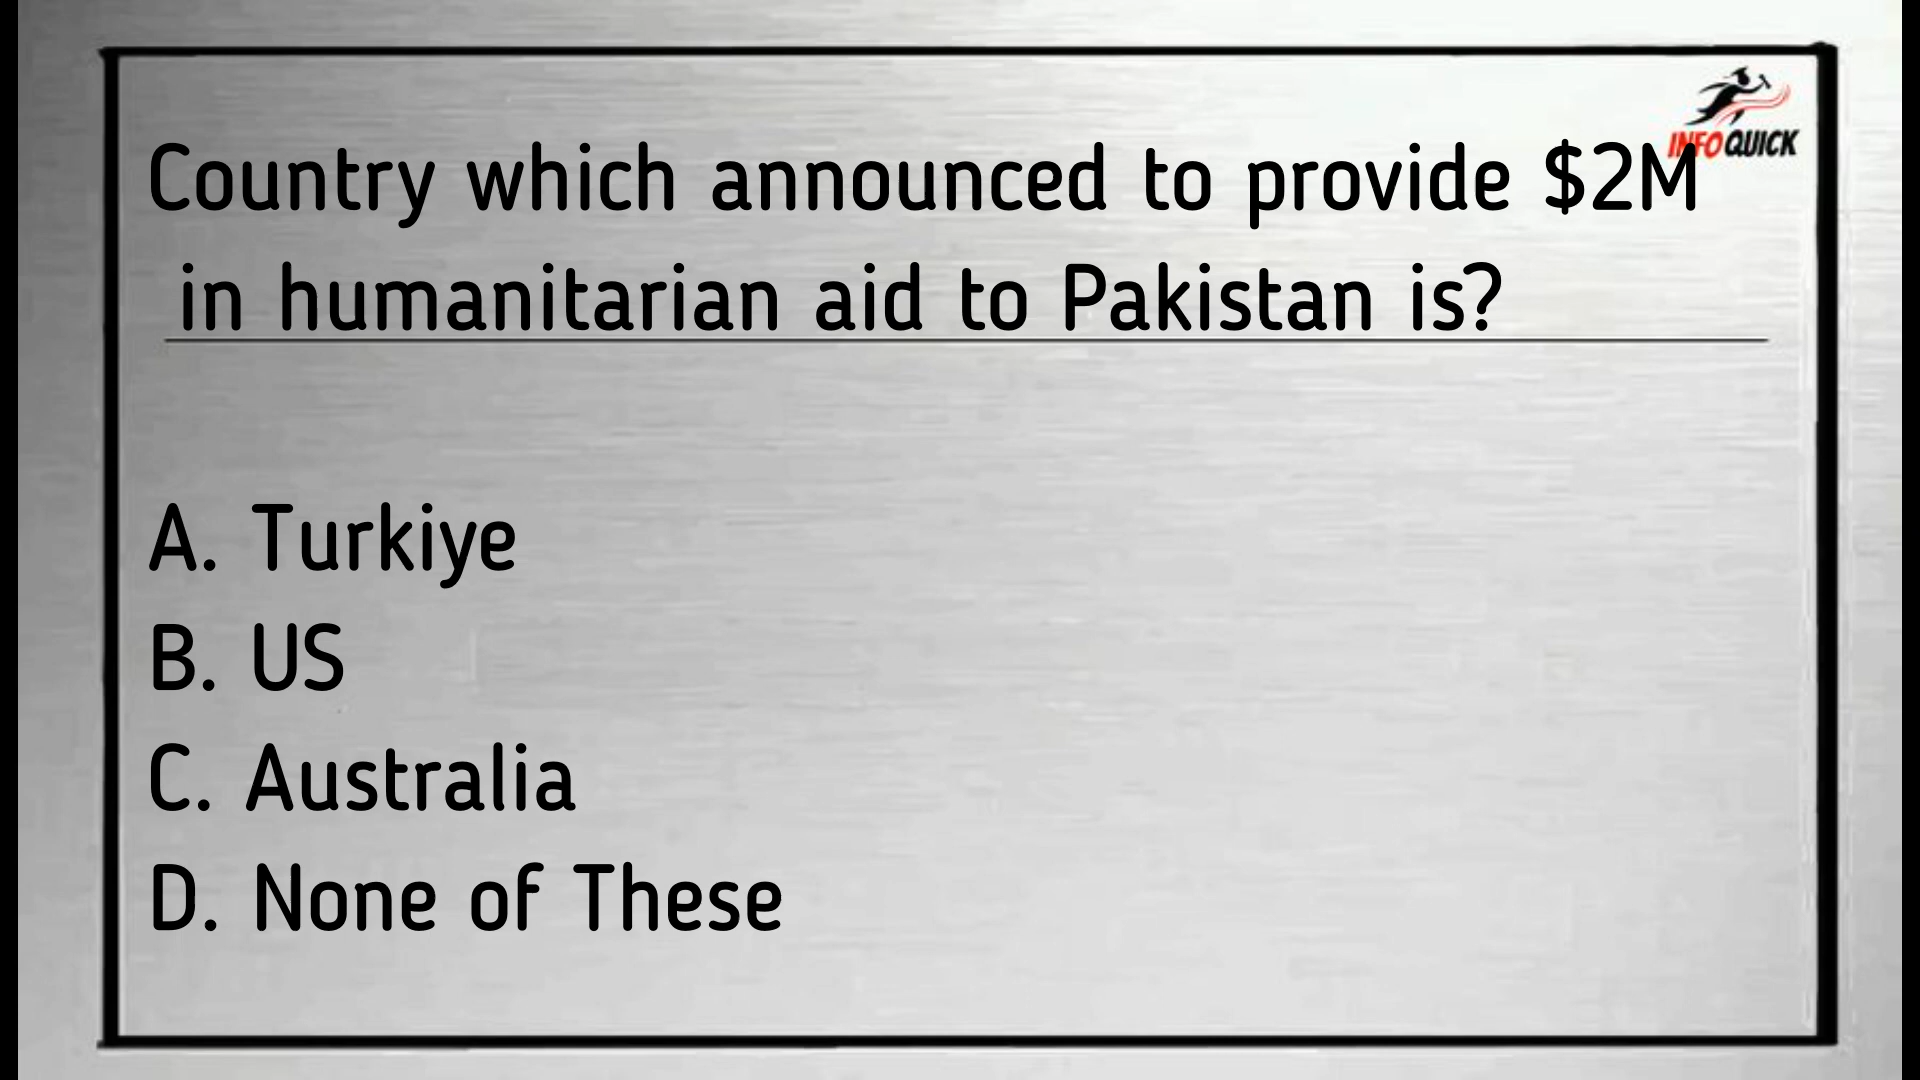 INFO QUICK
Country which announced to provide $2M
in humanitarian aid to Pakistan is?
A. Turkiye
B. US
C. Australia
D. None of These